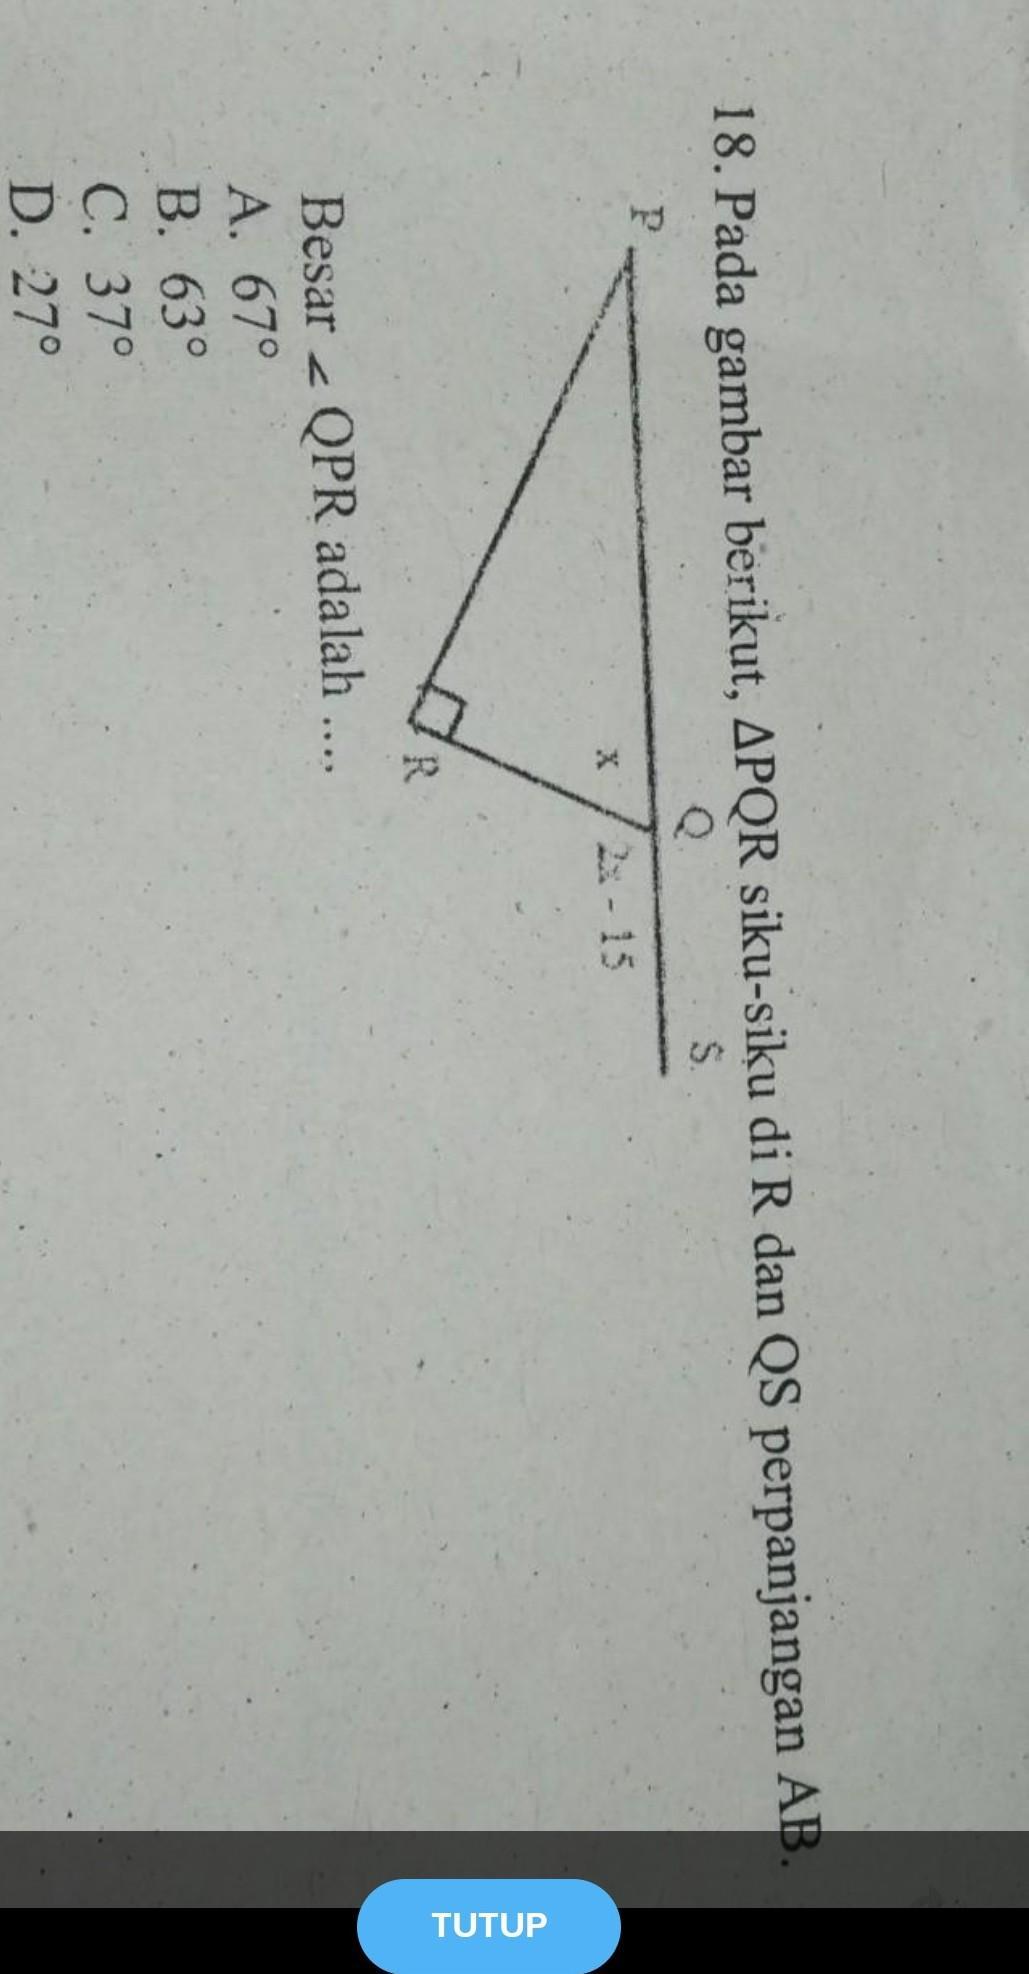 18. Pada gambar berikut, ΔPQR siku-siku di R dan QS perpanjangan AB.
P
Q
S
x
2x - 15
R
Besar < QPR adalah ....
A. 67°
B. 63°
C. 37°
D. 27°
TUTUP